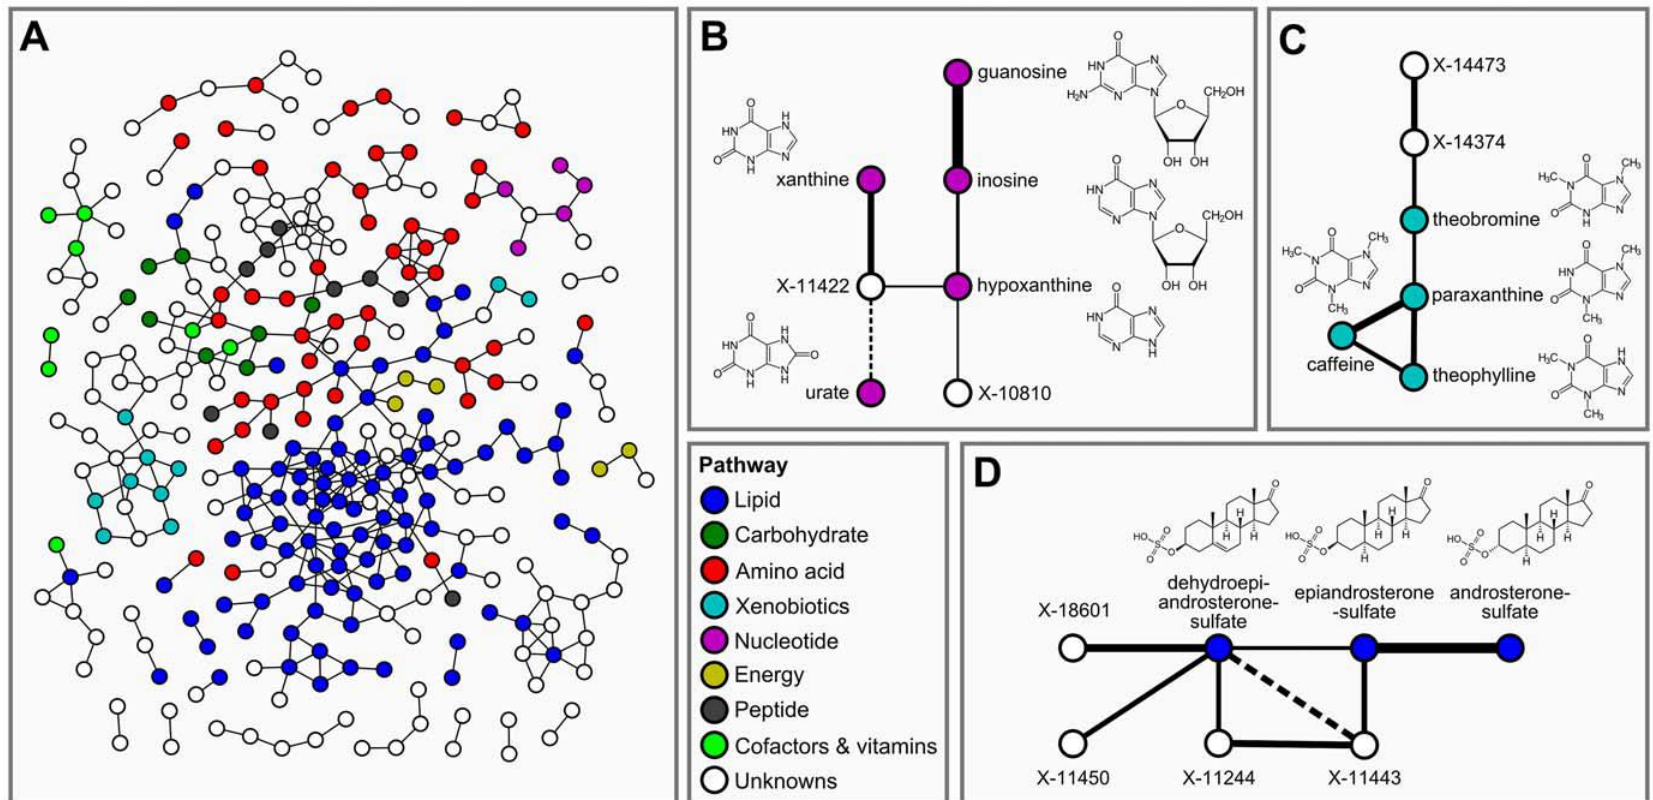 A
B
guanosine
xanthine
inosine
X-11422
hypoxanthine
urate
X-10810
C
X-14473
X-14374
theobromine
paraxanthine
caffeine
theophylline
Pathway
Lipid
Carbohydrate
Amino acid
Xenobiotics
Nucleotide
Energy
Peptide
Cofactors & vitamins
Unknowns
D
dehydroepi-
androsterone-
sulfate
epiandrosterone
-sulfate
androsterone-
sulfate
X-18601
X-11450
X-11244
X-11443